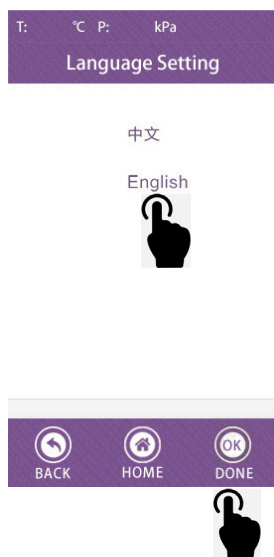 T: ℃ P: kPa
Language Setting
中文
English
OK
BACK HOME DONE